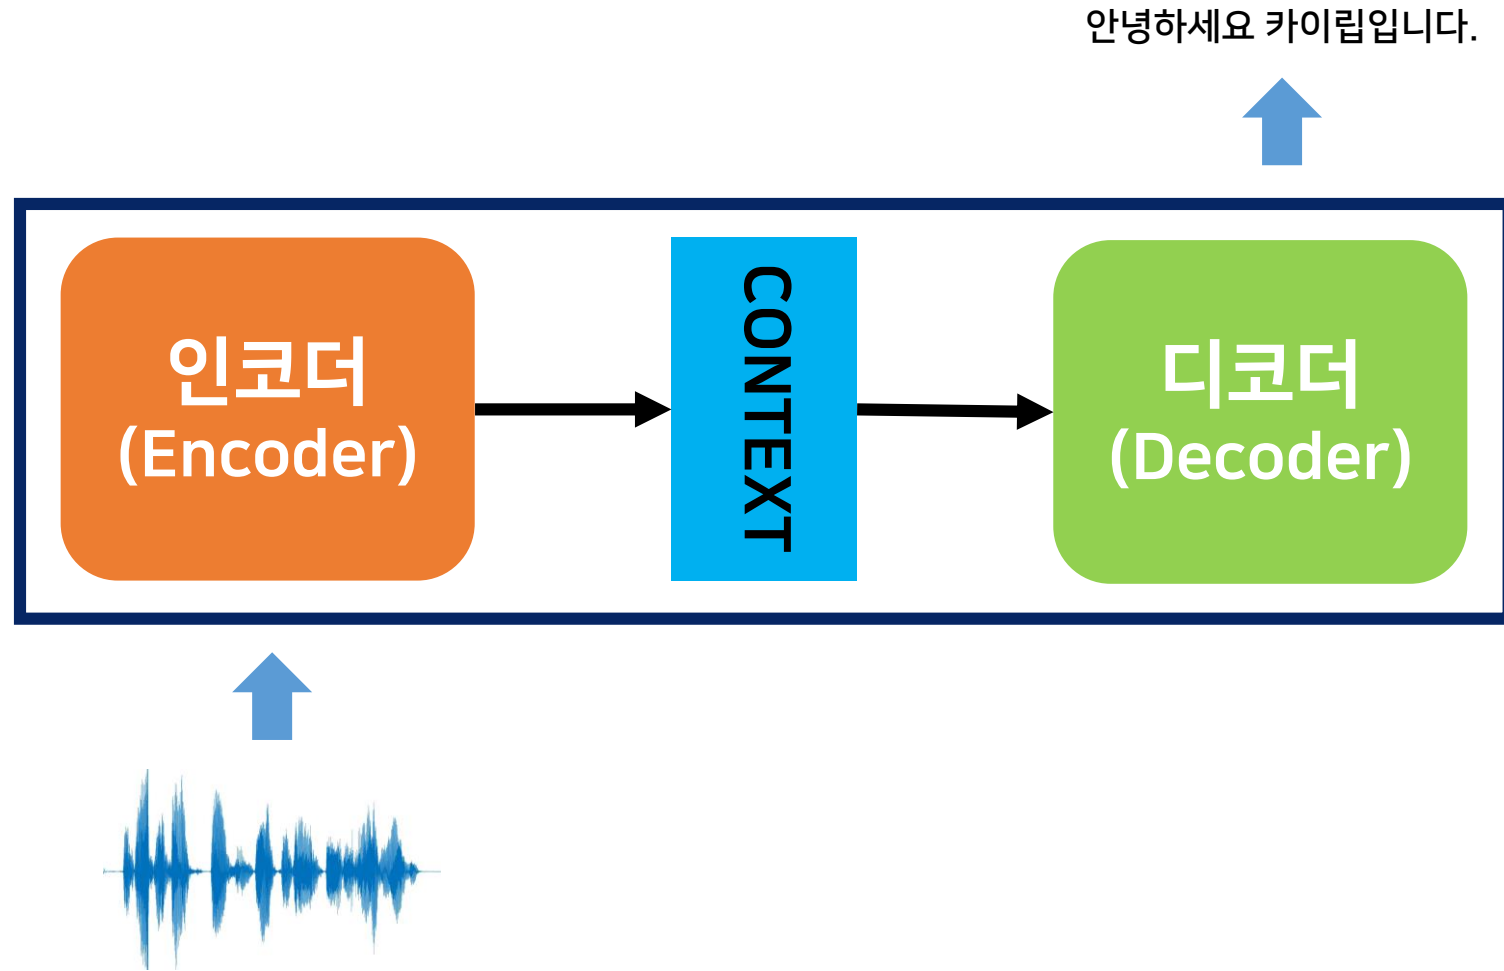 안녕하세요 카이립입니다.
인코더
(Encoder)
CONTEXT
디코더
(Decoder)